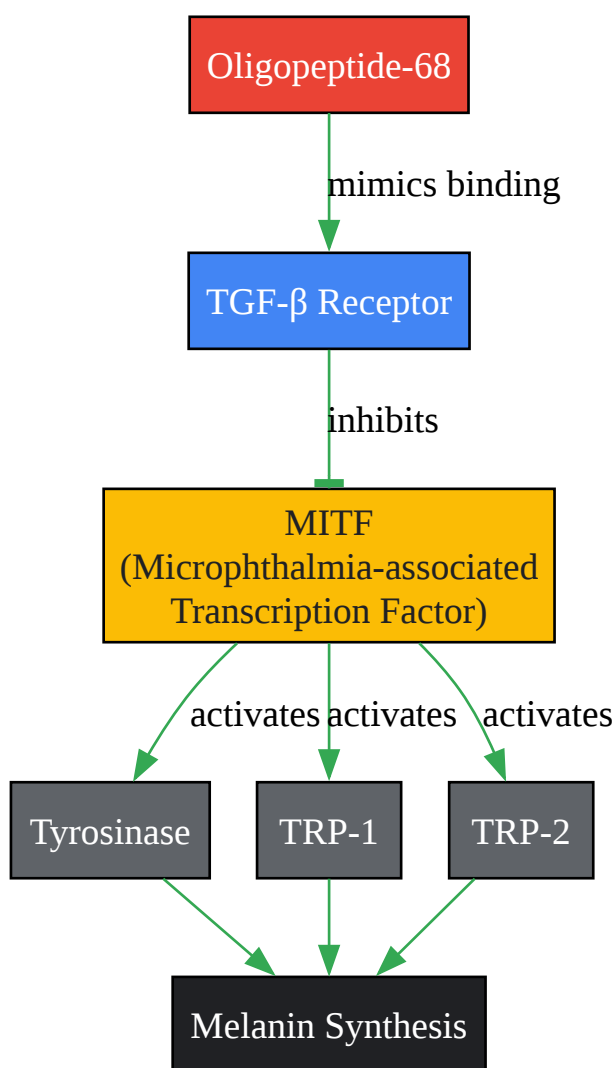 Oligopeptide-68
mimics binding
TGF-β Receptor
inhibits
MITF
(Microphthalmia-associated
Transcription Factor)
activates
activates
activates
Tyrosinase
TRP-1
TRP-2
Melanin Synthesis